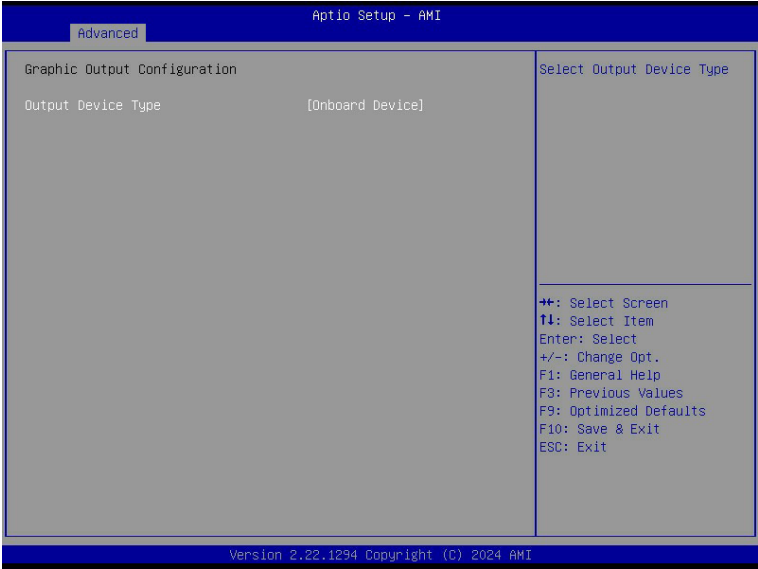 Aptio Setup – AMI
Advanced
Graphic Output Configuration
Output Device Type [Onboard Device]
Select Output Device Type
→←: Select Screen
↑↓: Select Item
Enter: Select
+/-: Change Opt.
F1: General Help
F3: Previous Values
F9: Optimized Defaults
F10: Save & Exit
ESC: Exit
Version 2.22.1294 Copyright (C) 2024 AMI